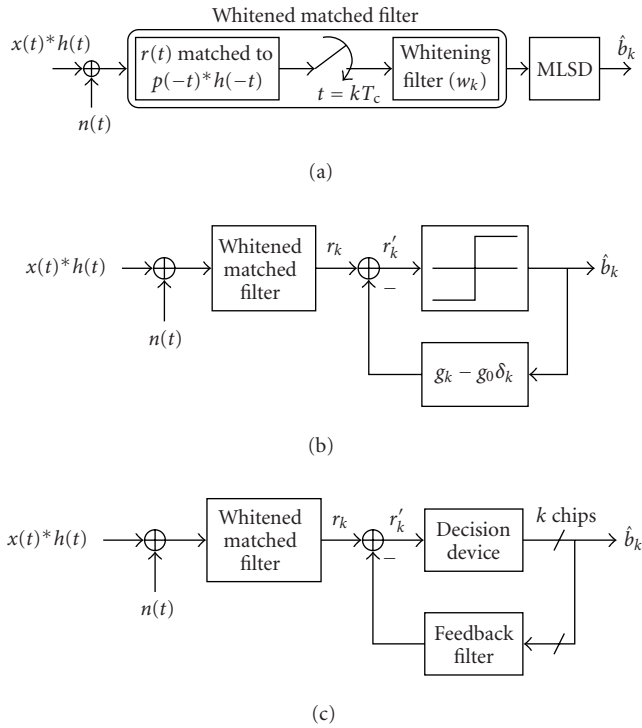 Whitened matched filter
x(t)*h(t)
r(t) matched to
p(−t)*h(−t)
t = kT_c
Whitening
filter (w_k)
MLSD
b̂_k
n(t)
(a)
x(t)*h(t)
Whitened
matched
filter
r_k
r′_k
−
b̂_k
n(t)
g_k − g_0δ_k
(b)
x(t)*h(t)
Whitened
matched
filter
r_k
r′_k
−
Decision
device
k chips
b̂_k
n(t)
Feedback
filter
(c)